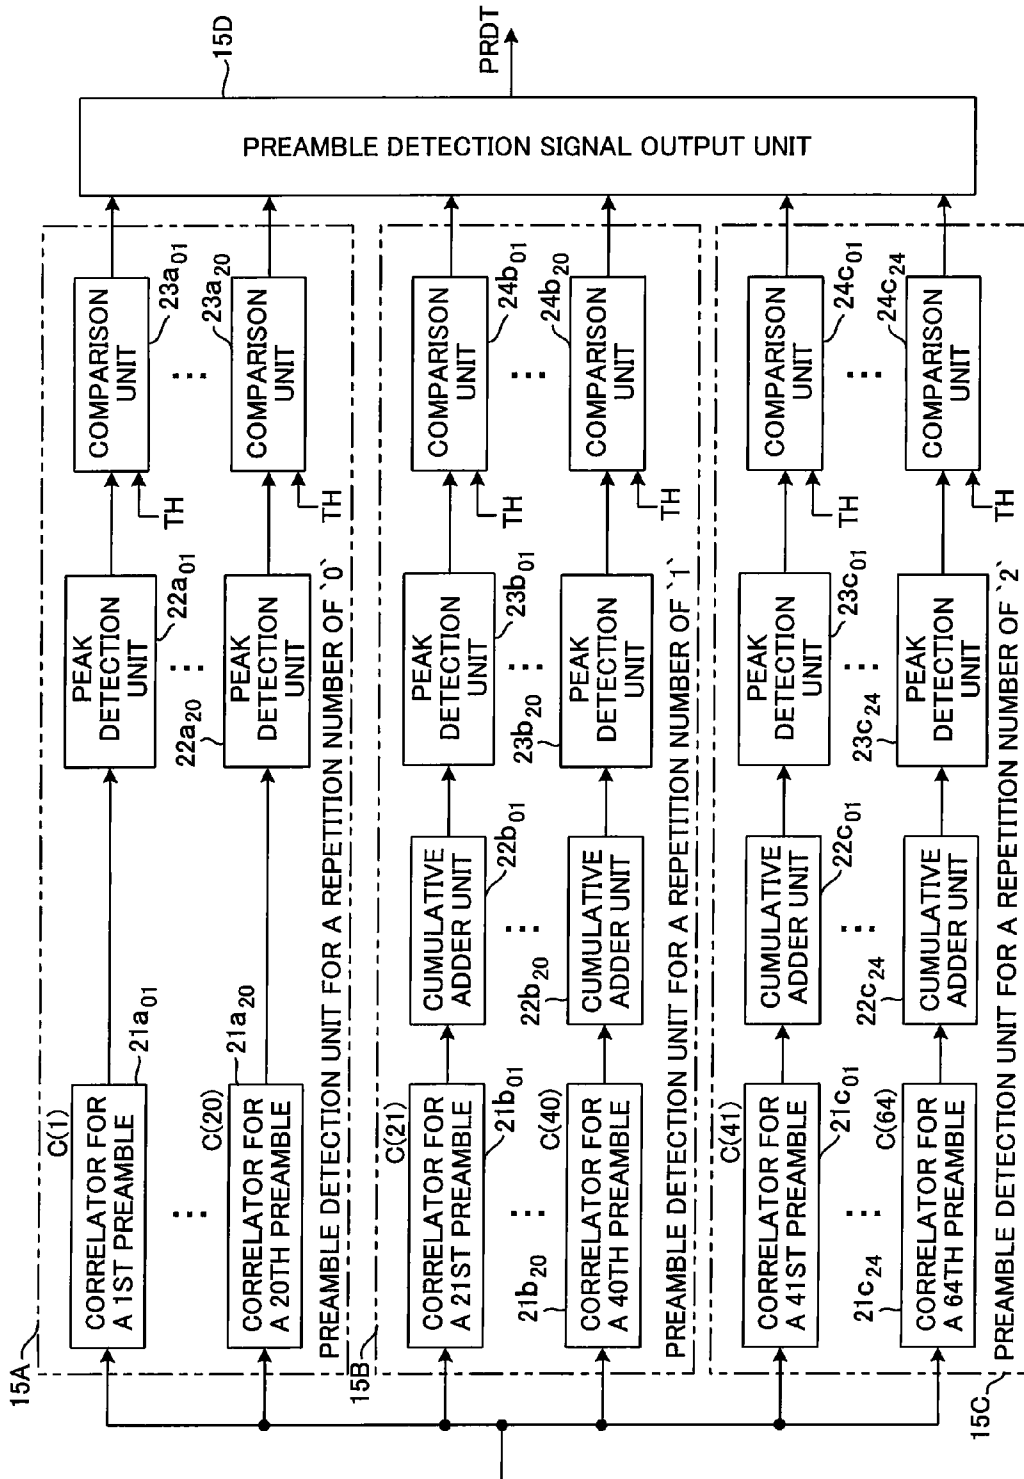 15A
C(1)
CORRELATOR FOR
A 1ST PREAMBLE
21a01
PEAK
DETECTION
UNIT
22a01
TH
COMPARISON
UNIT
23a01
⋮
⋮
⋮
C(20)
CORRELATOR FOR
A 20TH PREAMBLE
21a20
PEAK
DETECTION
UNIT
22a20
TH
COMPARISON
UNIT
23a20
PREAMBLE DETECTION UNIT FOR A REPETITION NUMBER OF `0`
15B
C(21)
CORRELATOR FOR
A 21ST PREAMBLE
21b01
CUMULATIVE
ADDER UNIT
22b01
PEAK
DETECTION
UNIT
23b01
TH
COMPARISON
UNIT
24b01
⋮
⋮
⋮
⋮
C(40)
CORRELATOR FOR
A 40TH PREAMBLE
21b20
CUMULATIVE
ADDER UNIT
22b20
PEAK
DETECTION
UNIT
23b20
TH
COMPARISON
UNIT
24b20
PREAMBLE DETECTION UNIT FOR A REPETITION NUMBER OF `1`
C(41)
CORRELATOR FOR
A 41ST PREAMBLE
21c01
CUMULATIVE
ADDER UNIT
22c01
PEAK
DETECTION
UNIT
23c01
TH
COMPARISON
UNIT
24c01
⋮
⋮
⋮
⋮
C(64)
CORRELATOR FOR
A 64TH PREAMBLE
21c24
CUMULATIVE
ADDER UNIT
22c24
PEAK
DETECTION
UNIT
23c24
TH
COMPARISON
UNIT
24c24
15C
PREAMBLE DETECTION UNIT FOR A REPETITION NUMBER OF `2`
15D
PREAMBLE DETECTION SIGNAL OUTPUT UNIT
PRDT